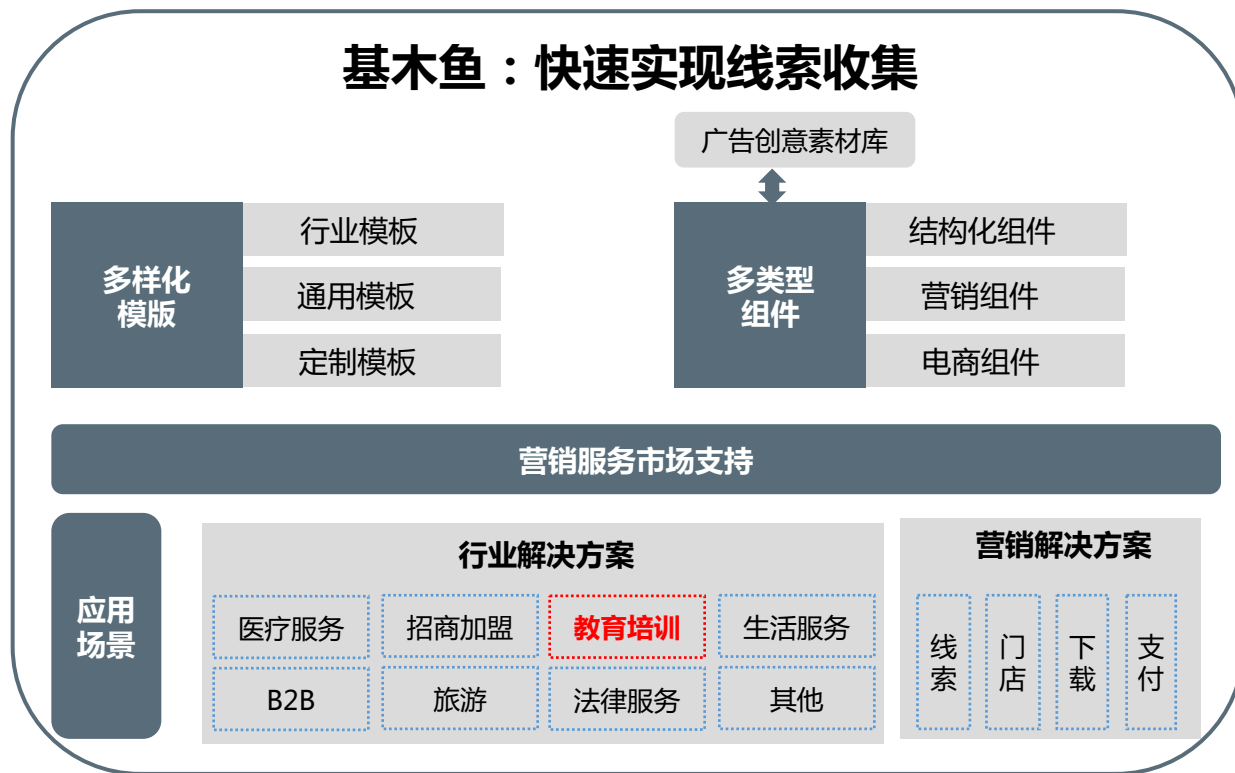 基木鱼：快速实现线索收集
广告创意素材库
多样化
模版
行业模板
通用模板
定制模板
多类型
组件
结构化组件
营销组件
电商组件
营销服务市场支持
应用
场景
行业解决方案
医疗服务
招商加盟
教育培训
生活服务
B2B
旅游
法律服务
其他
营销解决方案
线
索
门
店
下
载
支
付